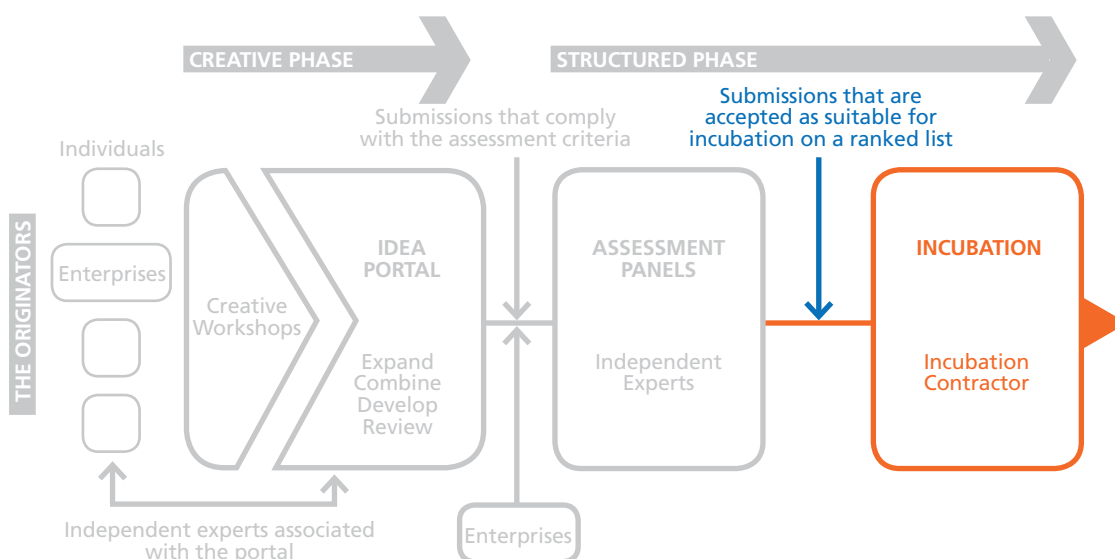 CREATIVE PHASE
STRUCTURED PHASE
Submissions that comply
with the assessment criteria
Submissions that are
accepted as suitable for
incubation on a ranked list
THE ORIGINATORS
Individuals
Enterprises
Creative
Workshops
IDEA
PORTAL
Expand
Combine
Develop
Review
ASSESSMENT
PANELS
Independent
Experts
INCUBATION
Incubation
Contractor
Independent experts associated
with the portal
Enterprises